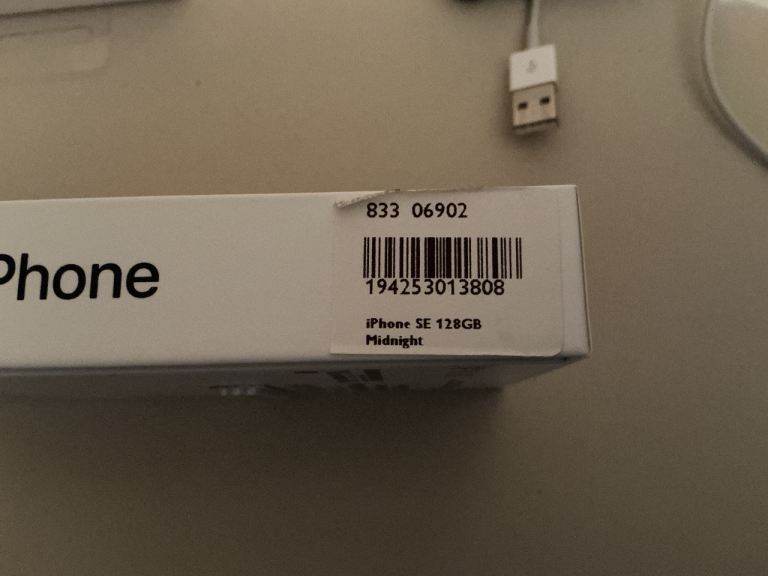 Phone
833 06902
194253013808
iPhone SE 128GB
Midnight